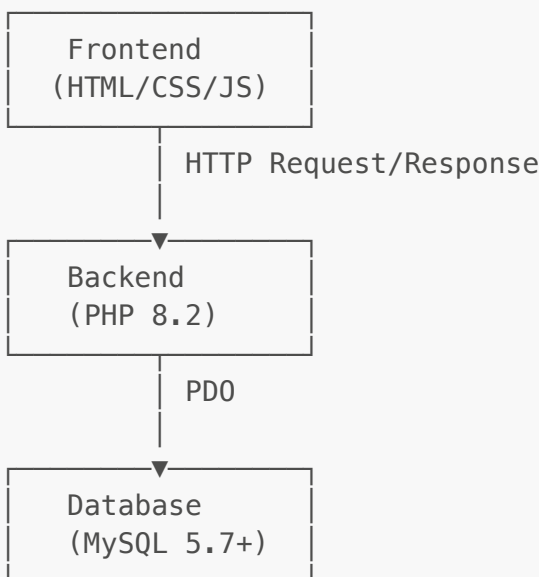 Frontend
(HTML/CSS/JS)
HTTP Request/Response
Backend
(PHP 8.2)
PDO
Database
(MySQL 5.7+)